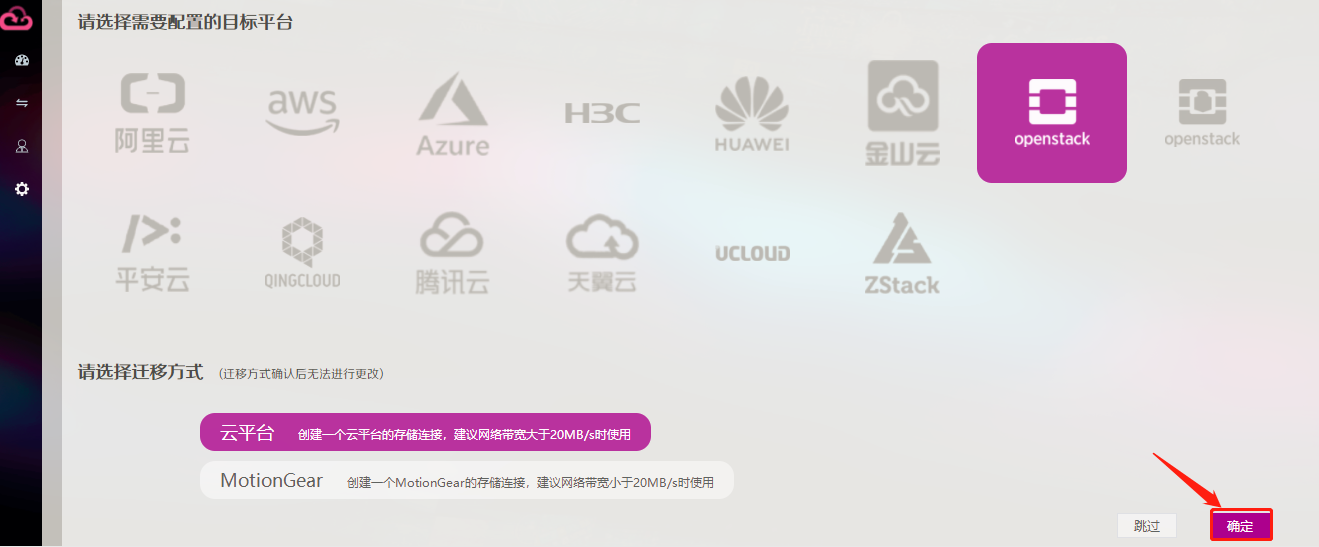 请选择需要配置的目标平台
阿里云
aws
Azure
H3C
HUAWEI
金山云
openstack
openstack
平安云
QINGCLOUD
腾讯云
天翼云
UCLOUD
ZStack
请选择迁移方式 (迁移方式确认后无法进行更改)
云平台 创建一个云平台的存储连接，建议网络带宽大于20MB/s时使用
MotionGear 创建一个MotionGear的存储连接，建议网络带宽小于20MB/s时使用
跳过 确定